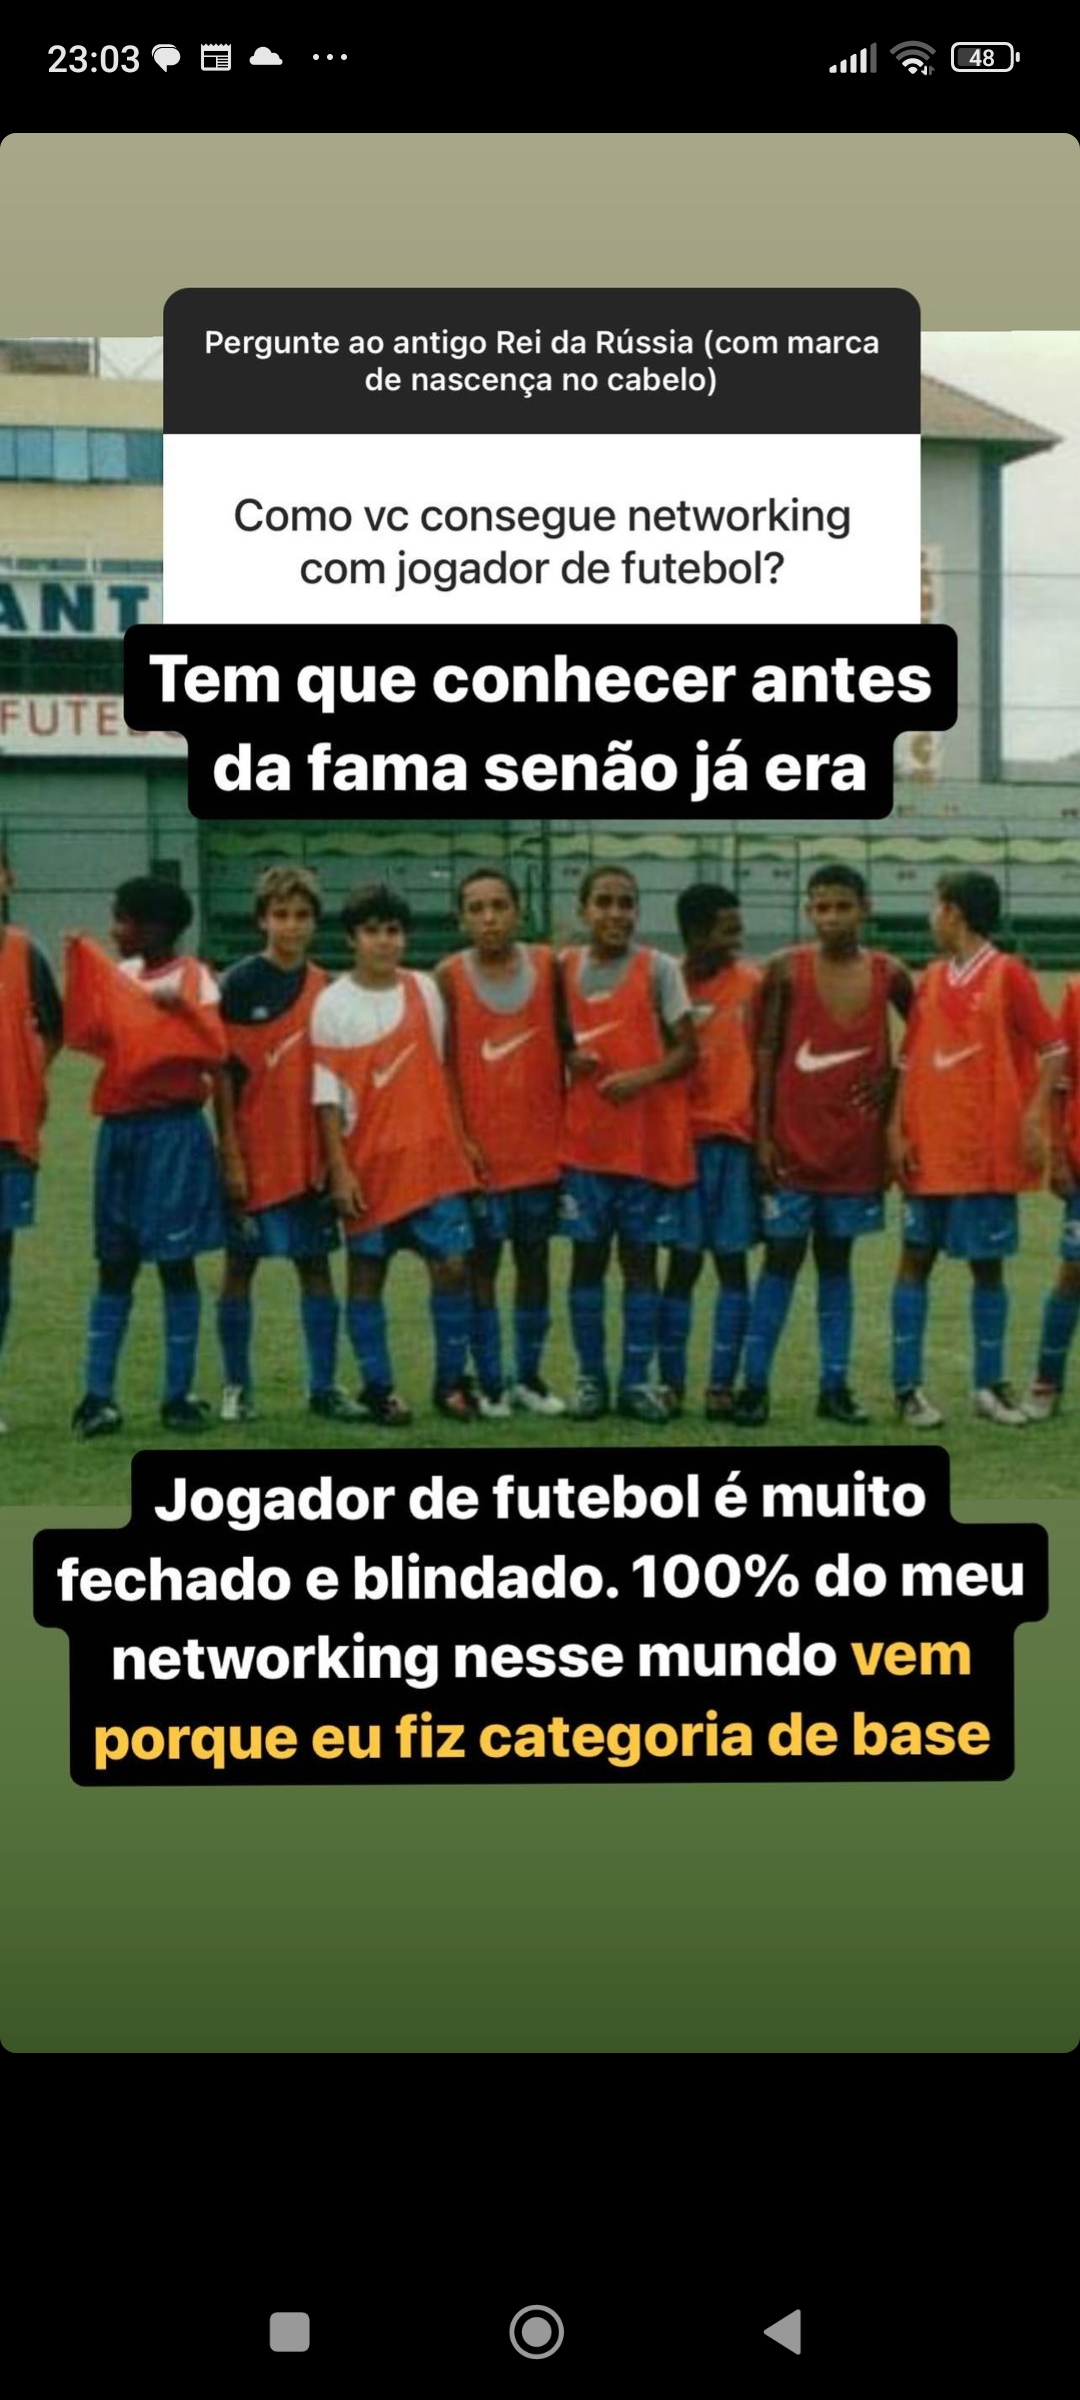 23:03
48
Pergunte ao antigo Rei da Rússia (com marca
de nascença no cabelo)
Como vc consegue networking
com jogador de futebol?
ANT
FUTE
Tem que conhecer antes
da fama senão já era
Jogador de futebol é muito
fechado e blindado. 100% do meu
networking nesse mundo vem
porque eu fiz categoria de base